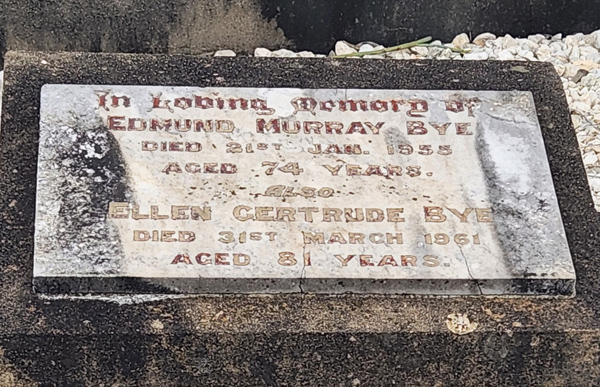 In Loving Memory of
EDMUND MURRAY BYE
DIED 21ST JAN. 1955
AGED 74 YEARS.
ALSO
ELLEN GERTRUDE BYE
DIED 31ST MARCH 1961
AGED 81 YEARS.